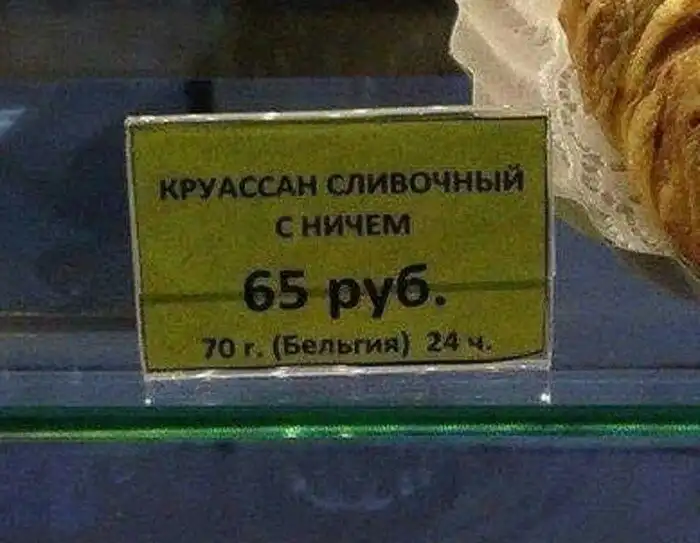 КРУАССАН СЛИВОЧНЫЙ
С НИЧЕМ
65 руб.
70 г. (Бельгия) 24 ч.